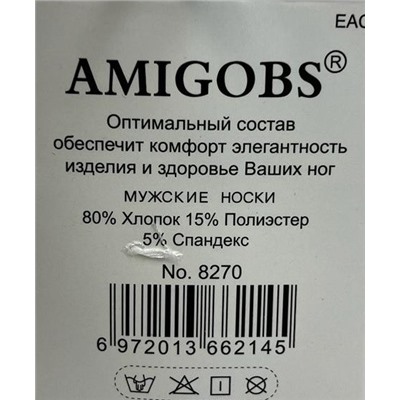 EAC
AMIGOBS®
Оптимальный состав
обеспечит комфорт элегантность
изделия и здоровье Ваших ног
МУЖСКИЕ НОСКИ
80% Хлопок 15% Полиэстер
5% Спандекс
No. 8270
6 972013 662145